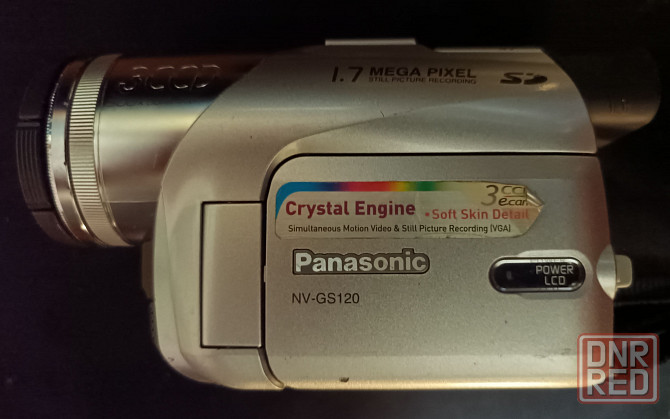 3CCD
1.7 MEGA PIXEL
STILL PICTURE RECORDING
SD
3CCD
e.cam
Crystal Engine
•Soft Skin Detail
Simultaneous Motion Video & Still Picture Recording (VGA)
Panasonic
POWER
LCD
NV-GS120
DNR
RED